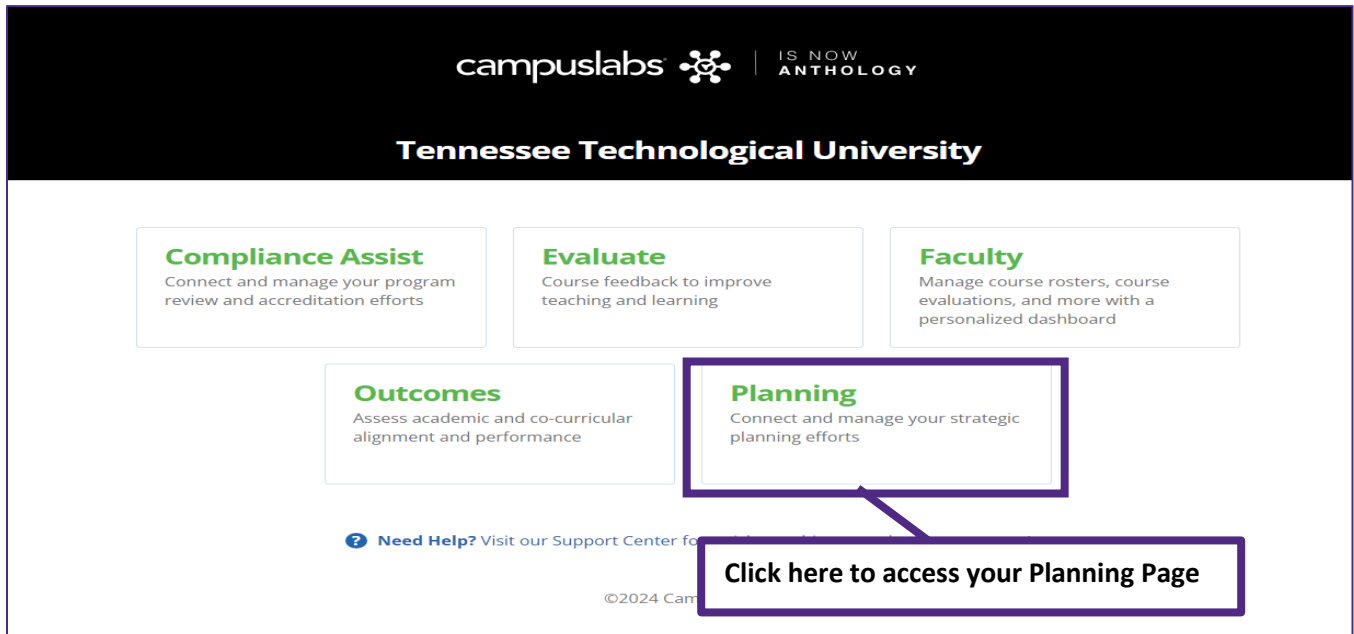 campuslabs IS NOW
ANTHOLOGY
Tennessee Technological University
Compliance Assist
Connect and manage your program
review and accreditation efforts
Evaluate
Course feedback to improve
teaching and learning
Faculty
Manage course rosters, course
evaluations, and more with a
personalized dashboard
Outcomes
Assess academic and co-curricular
alignment and performance
Planning
Connect and manage your strategic
planning efforts
? Need Help? Visit our Support Center
Click here to access your Planning Page
©2024